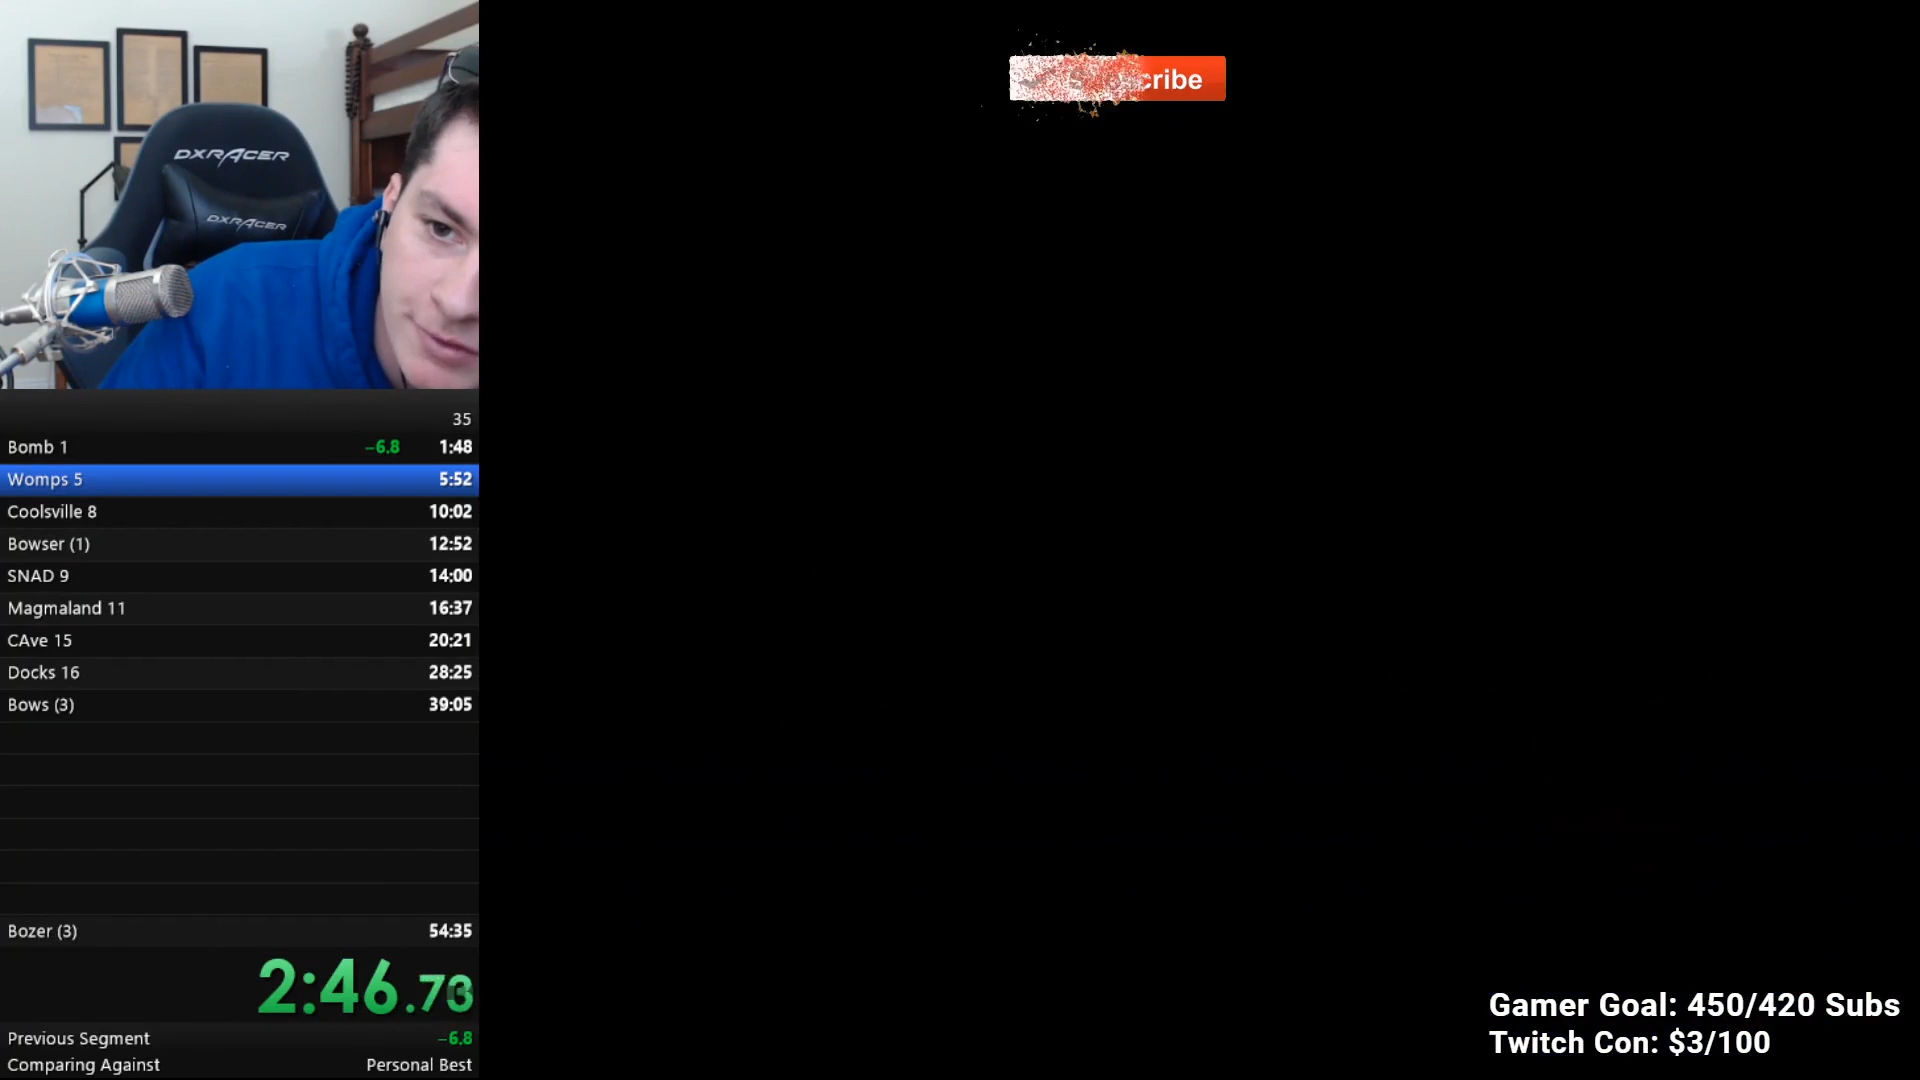 DXRACER
DXRACER
cribe
35
Bomb 1 −6.8 1:48
Womps 5 5:52
Coolsville 8 10:02
Bowser (1) 12:52
SNAD 9 14:00
Magmaland 11 16:37
CAve 15 20:21
Docks 16 28:25
Bows (3) 39:05
Bozer (3) 54:35
2:46.73
Previous Segment −6.8
Comparing Against Personal Best
Gamer Goal: 450/420 Subs
Twitch Con: $3/100